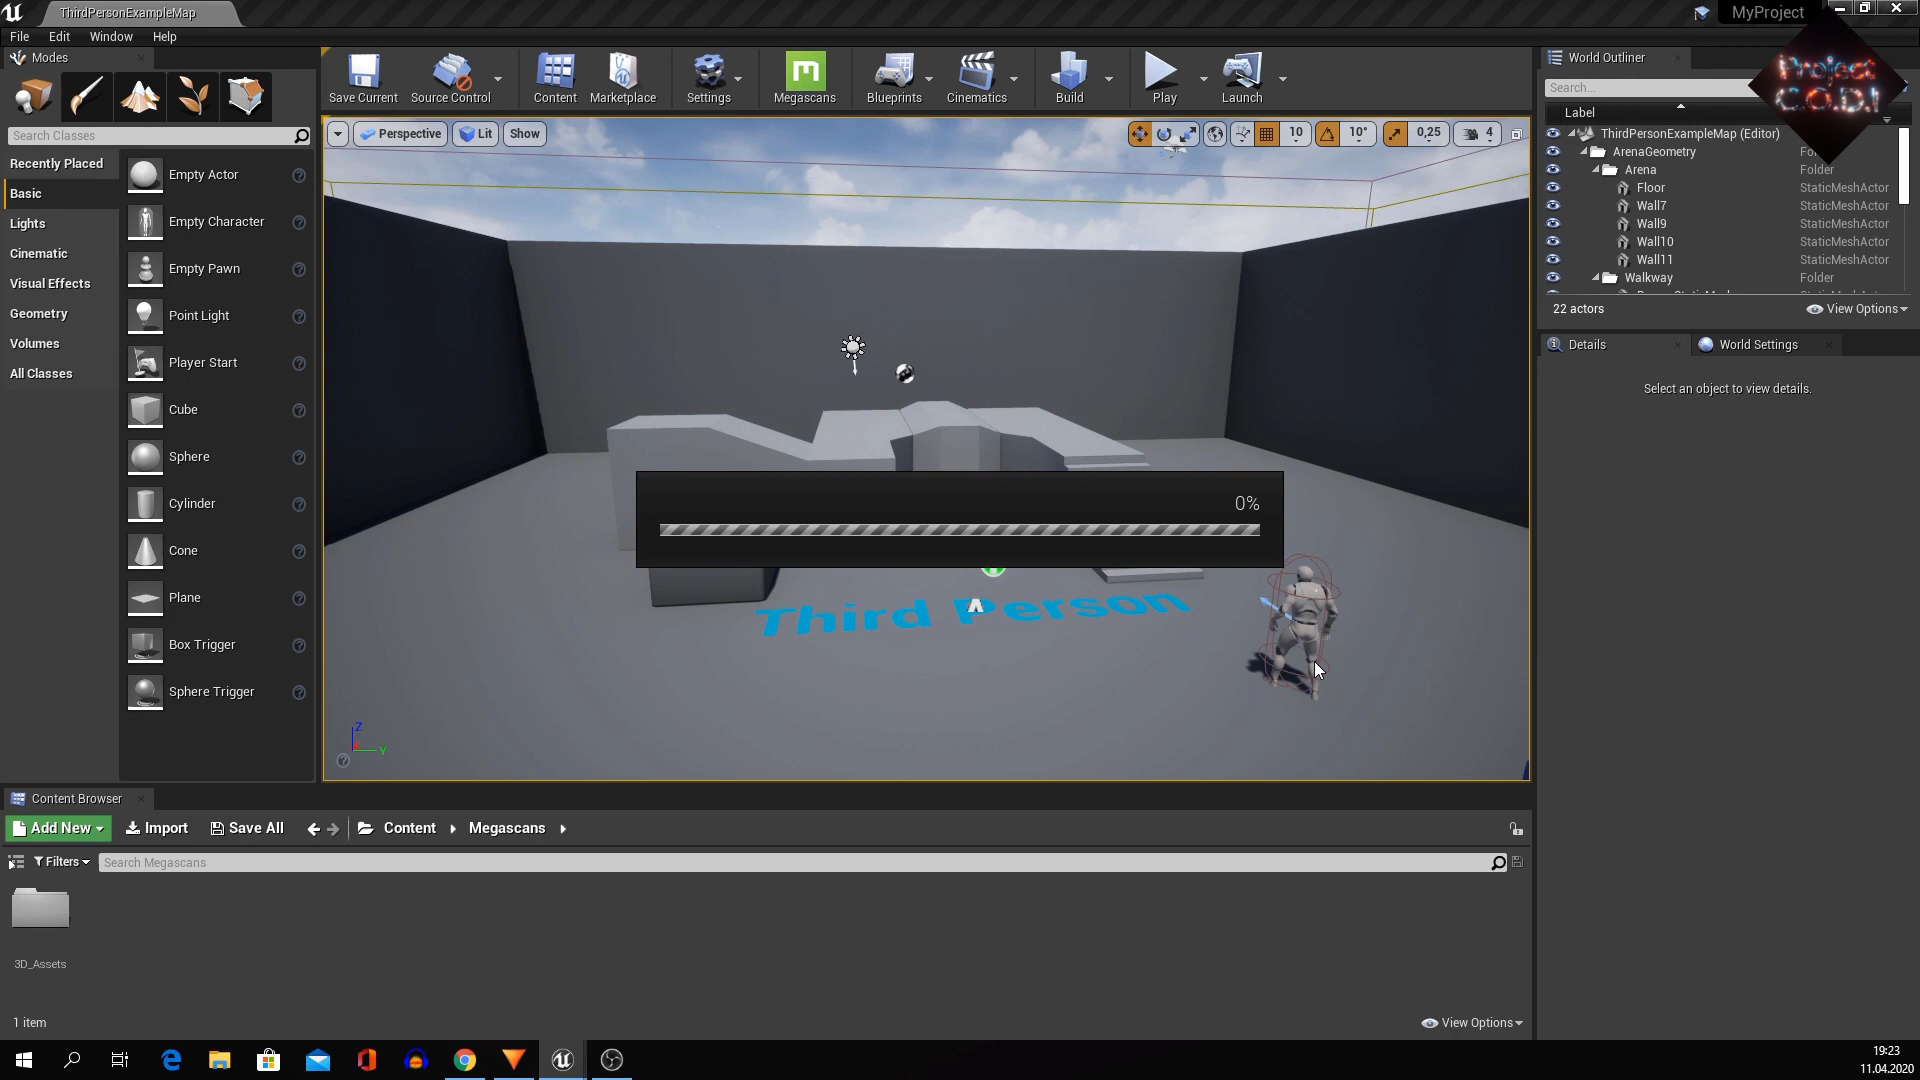 ThirdPersonExampleMap
MyProject
File Edit Window Help
Modes
Search Classes
Recently Placed
Basic
Lights
Cinematic
Visual Effects
Geometry
Volumes
All Classes
Empty Actor
Empty Character
Empty Pawn
Point Light
Player Start
Cube
Sphere
Cylinder
Cone
Plane
Box Trigger
Sphere Trigger
Save Current Source Control Content Marketplace Settings Megascans Blueprints Cinematics Build Play Launch
Perspective Lit Show
10 10° 0,25 4
0%
Third Person
Z
Y
World Outliner
Project
C.o.D.I
Search...
Label
ThirdPersonExampleMap (Editor)
ArenaGeometry
Arena Folder
Floor StaticMeshActor
Wall7 StaticMeshActor
Wall9 StaticMeshActor
Wall10 StaticMeshActor
Wall11 StaticMeshActor
Walkway Folder
22 actors View Options
Details World Settings
Select an object to view details.
Content Browser
Add New Import Save All Content Megascans
Filters Search Megascans
3D_Assets
1 item View Options
19:23
11.04.2020